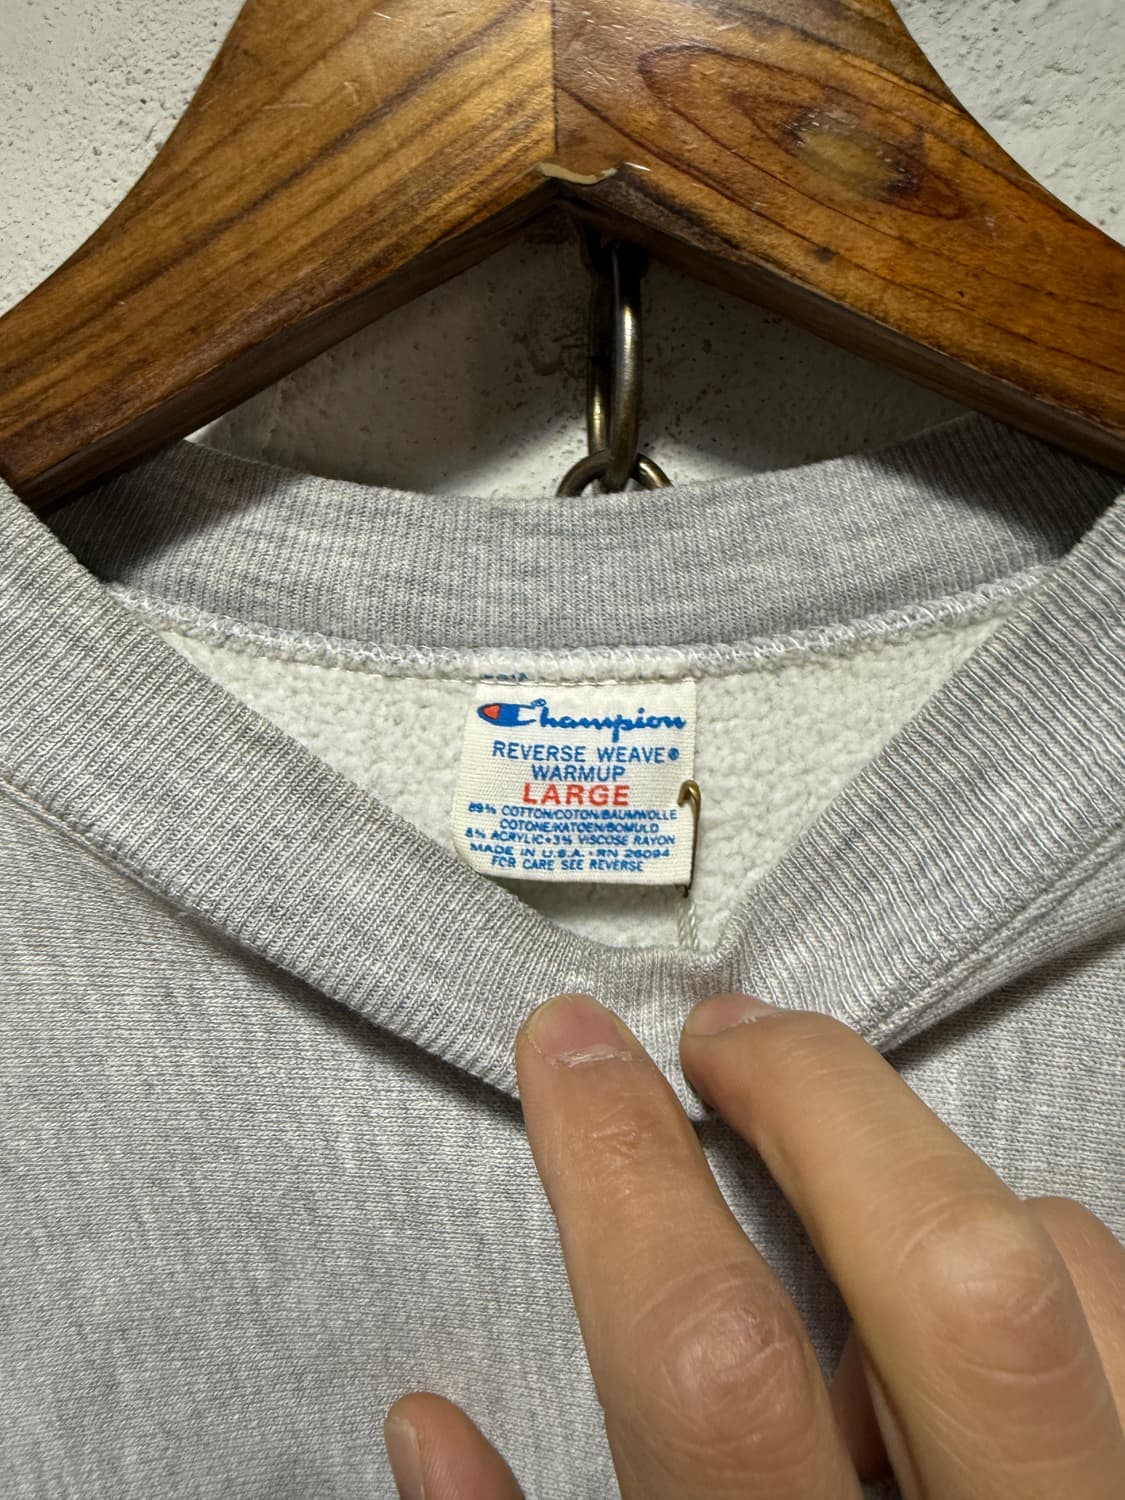 Champion
REVERSE WEAVE®
WARMUP
LARGE
89% COTTON/COTON/BAUMWOLLE
COTONE/KATOEN/BOMULD
8% ACRYLIC•3% VISCOSE RAYON
MADE IN U.S.A. • RN 26094
FOR CARE SEE REVERSE